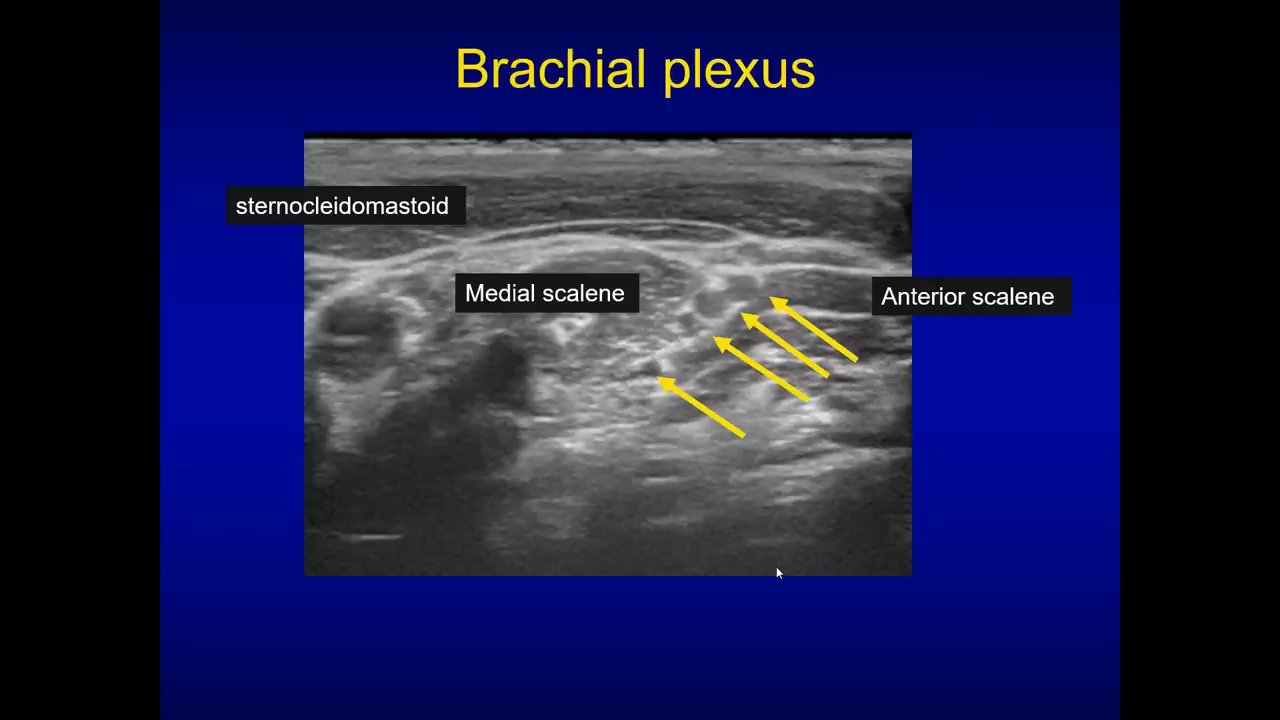 Brachial plexus
sternocleidomastoid
Medial scalene
Anterior scalene